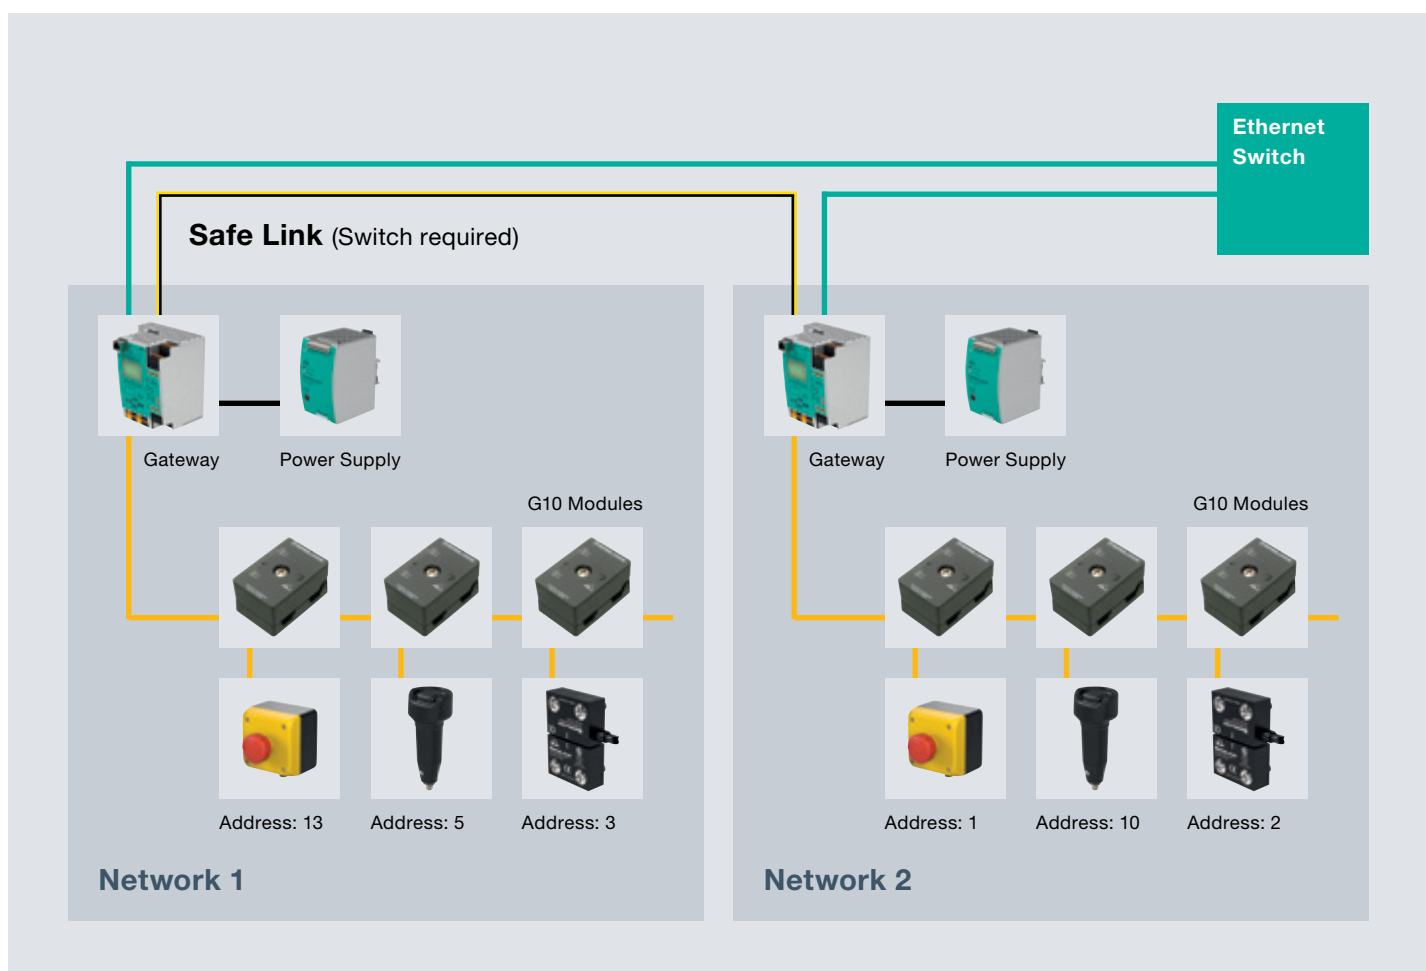 Ethernet
Switch
Safe Link (Switch required)
Gateway
Power Supply
Gateway
Power Supply
G10 Modules
G10 Modules
Address: 13
Address: 5
Address: 3
Address: 1
Address: 10
Address: 2
Network 1
Network 2